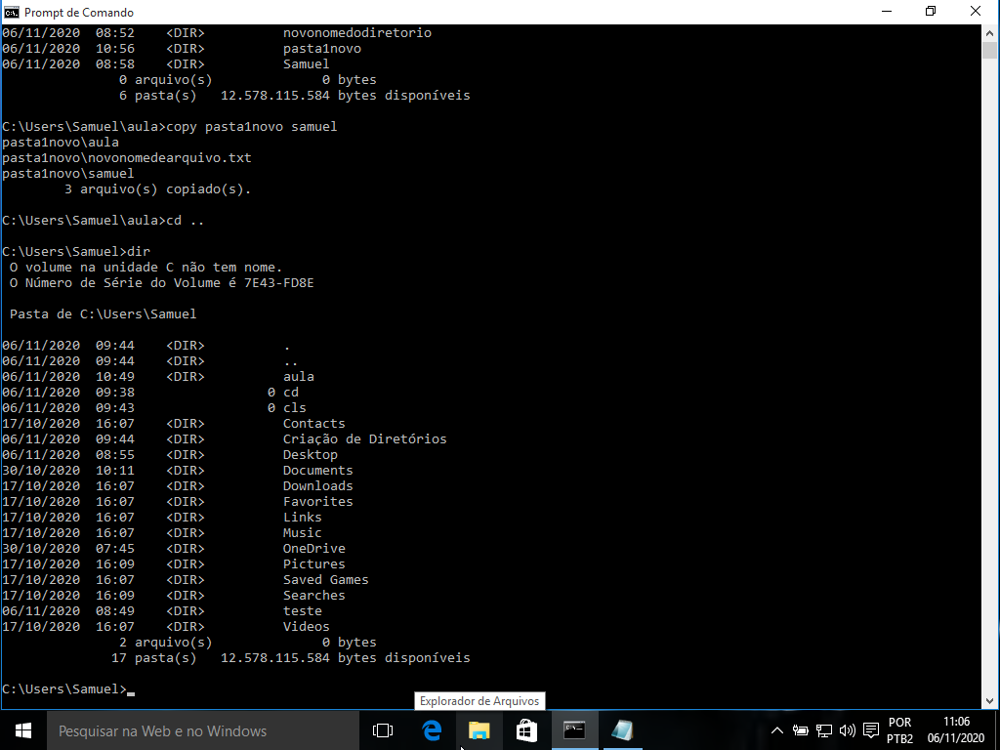 Prompt de Comando
06/11/2020  08:52    <DIR>          novonomedodiretorio
06/11/2020  10:56    <DIR>          pasta1novo
06/11/2020  08:58    <DIR>          Samuel
               0 arquivo(s)              0 bytes
               6 pasta(s)   12.578.115.584 bytes disponíveis
C:\Users\Samuel\aula>copy pasta1novo samuel
pasta1novo\aula
pasta1novo\novonomedearquivo.txt
pasta1novo\samuel
        3 arquivo(s) copiado(s).
C:\Users\Samuel\aula>cd ..
C:\Users\Samuel>dir
 O volume na unidade C não tem nome.
 O Número de Série do Volume é 7E43-FD8E
 Pasta de C:\Users\Samuel
06/11/2020  09:44    <DIR>          .
06/11/2020  09:44    <DIR>          ..
06/11/2020  10:49    <DIR>          aula
06/11/2020  09:38                 0 cd
06/11/2020  09:43                 0 cls
17/10/2020  16:07    <DIR>          Contacts
06/11/2020  09:44    <DIR>          Criação de Diretórios
06/11/2020  08:55    <DIR>          Desktop
30/10/2020  10:11    <DIR>          Documents
17/10/2020  16:07    <DIR>          Downloads
17/10/2020  16:07    <DIR>          Favorites
17/10/2020  16:07    <DIR>          Links
17/10/2020  16:07    <DIR>          Music
30/10/2020  07:45    <DIR>          OneDrive
17/10/2020  16:09    <DIR>          Pictures
17/10/2020  16:07    <DIR>          Saved Games
17/10/2020  16:09    <DIR>          Searches
06/11/2020  08:49    <DIR>          teste
17/10/2020  16:07    <DIR>          Videos
               2 arquivo(s)              0 bytes
              17 pasta(s)   12.578.115.584 bytes disponíveis
C:\Users\Samuel>_
Explorador de Arquivos
Pesquisar na Web e no Windows
POR
PTB2
11:06
06/11/2020